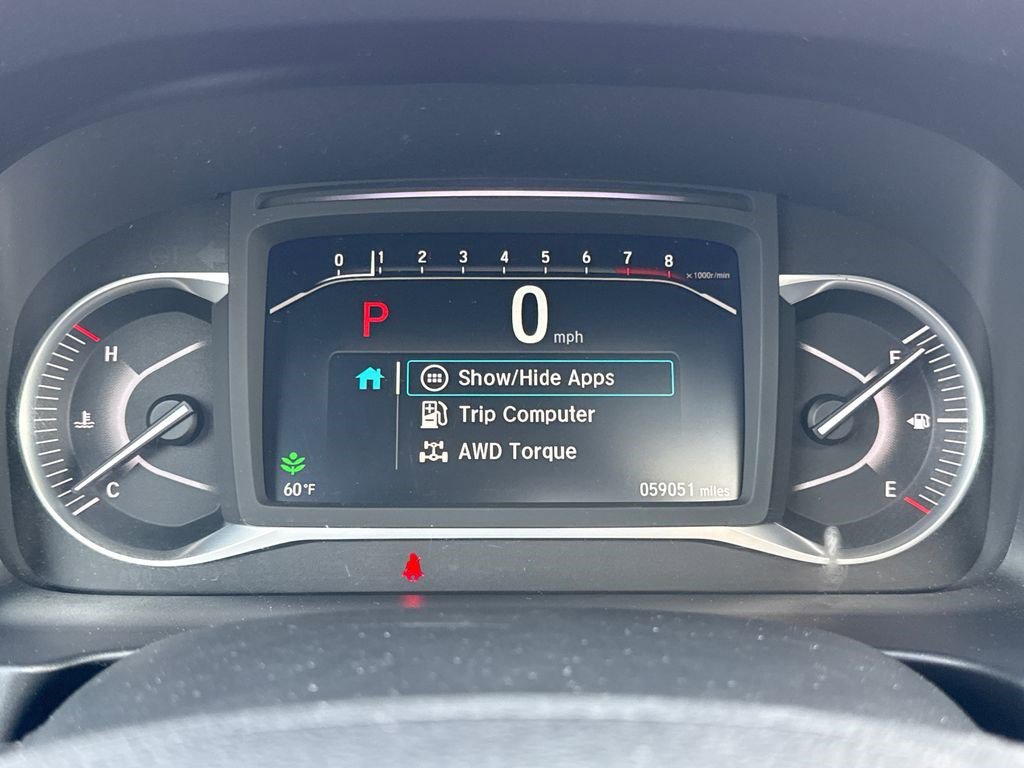 0 1 2 3 4 5 6 7 8
x1000r/min
P 0 mph
H
F
Show/Hide Apps
Trip Computer
AWD Torque
C
E
60°F
059051 miles